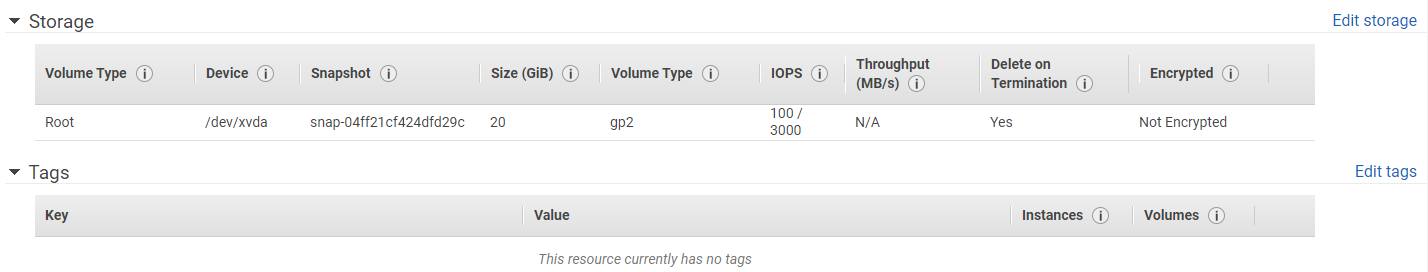 Storage Edit storage
Volume Type Device Snapshot Size (GiB) Volume Type IOPS Throughput (MB/s) Delete on Termination Encrypted
Root /dev/xvda snap-04ff21cf424dfd29c 20 gp2 100 / 3000 N/A Yes Not Encrypted
Tags Edit tags
Key Value Instances Volumes
This resource currently has no tags